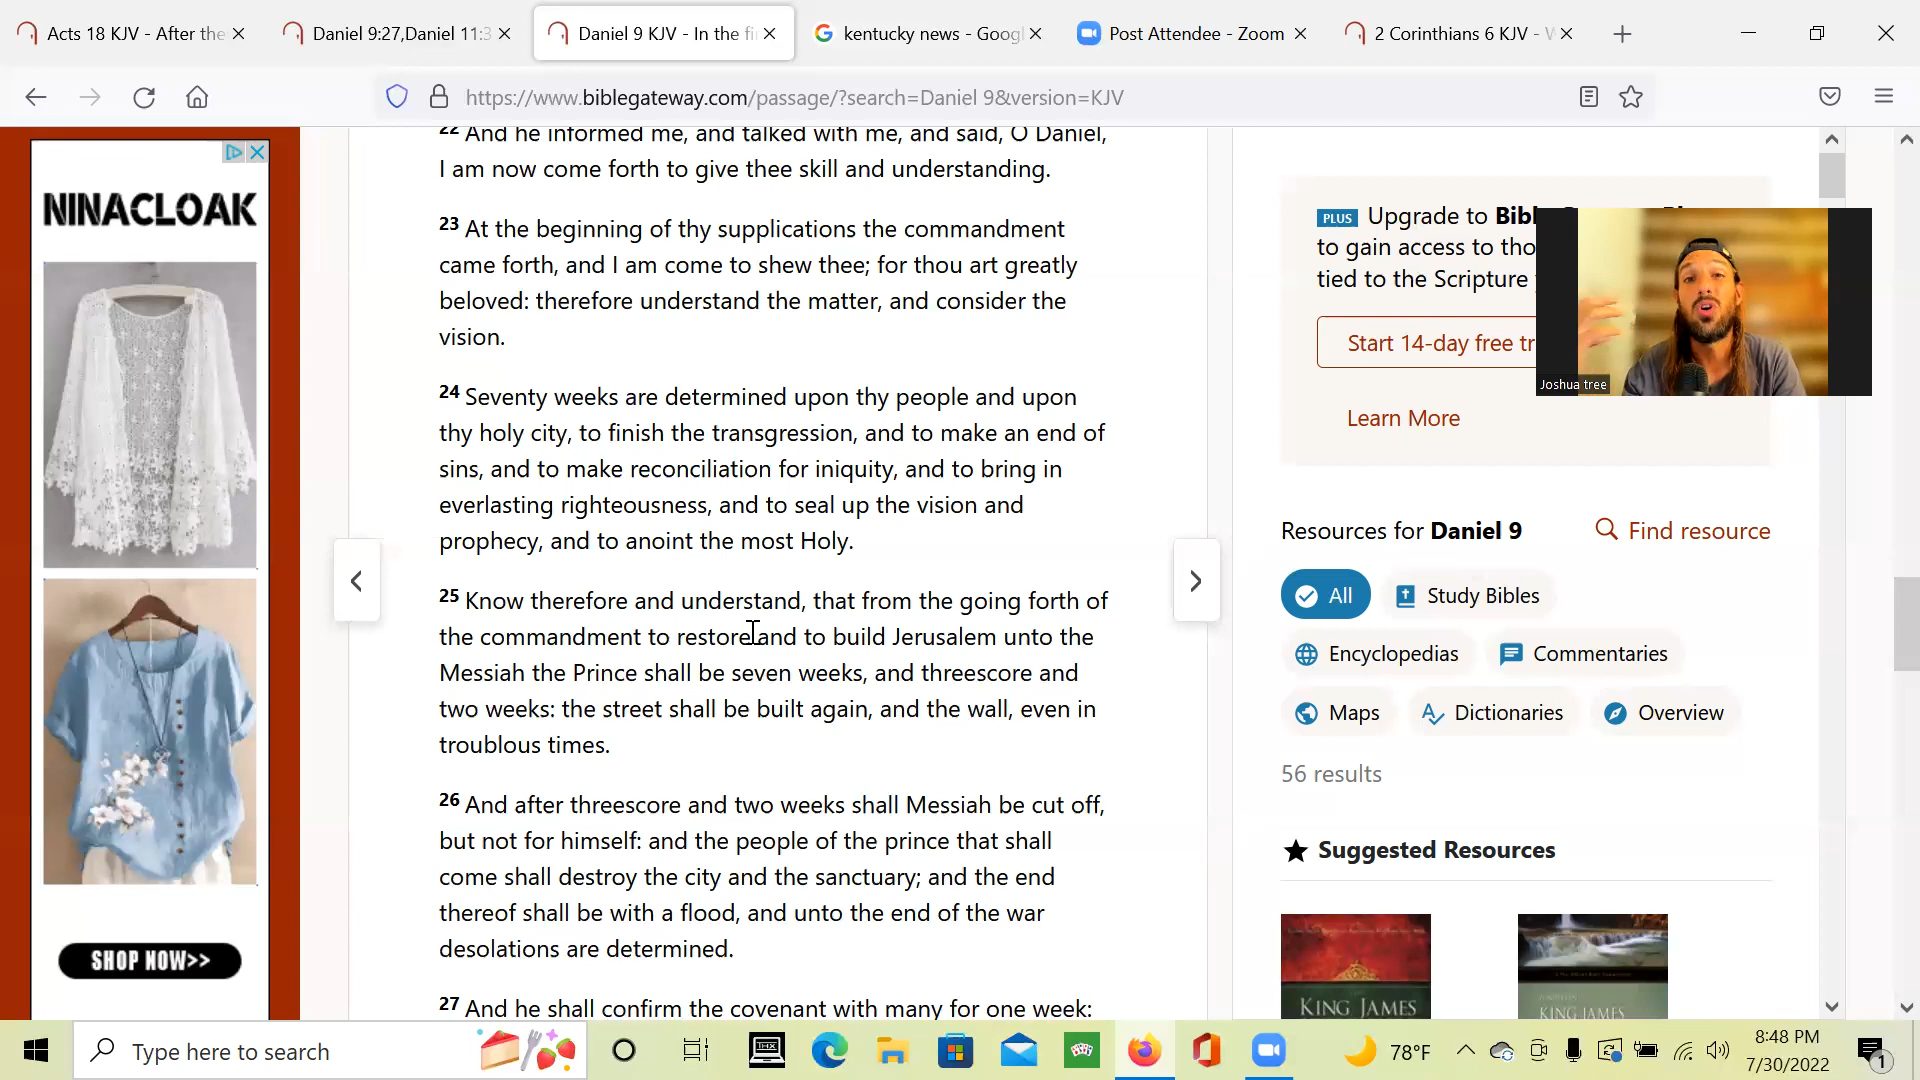 Acts 18 KJV - After the
Daniel 9:27,Daniel 11:3
Daniel 9 KJV - In the fi
kentucky news - Googl
Post Attendee - Zoom
2 Corinthians 6 KJV - W
https://www.biblegateway.com/passage/?search=Daniel 9&version=KJV
NINACLOAK
SHOP NOW>>
22 And he informed me, and talked with me, and said, O Daniel,
I am now come forth to give thee skill and understanding.
23 At the beginning of thy supplications the commandment
came forth, and I am come to shew thee; for thou art greatly
beloved: therefore understand the matter, and consider the
vision.
24 Seventy weeks are determined upon thy people and upon
thy holy city, to finish the transgression, and to make an end of
sins, and to make reconciliation for iniquity, and to bring in
everlasting righteousness, and to seal up the vision and
prophecy, and to anoint the most Holy.
25 Know therefore and understand, that from the going forth of
the commandment to restore and to build Jerusalem unto the
Messiah the Prince shall be seven weeks, and threescore and
two weeks: the street shall be built again, and the wall, even in
troublous times.
26 And after threescore and two weeks shall Messiah be cut off,
but not for himself: and the people of the prince that shall
come shall destroy the city and the sanctuary; and the end
thereof shall be with a flood, and unto the end of the war
desolations are determined.
27 And he shall confirm the covenant with many for one week:
PLUS Upgrade to Bibl
to gain access to tho
tied to the Scripture
Start 14-day free tr
Learn More
Joshua tree
Resources for Daniel 9
Find resource
All
Study Bibles
Encyclopedias
Commentaries
Maps
Dictionaries
Overview
56 results
Suggested Resources
KING JAMES
KING JAMES
Type here to search
THX
78°F
8:48 PM
7/30/2022
1